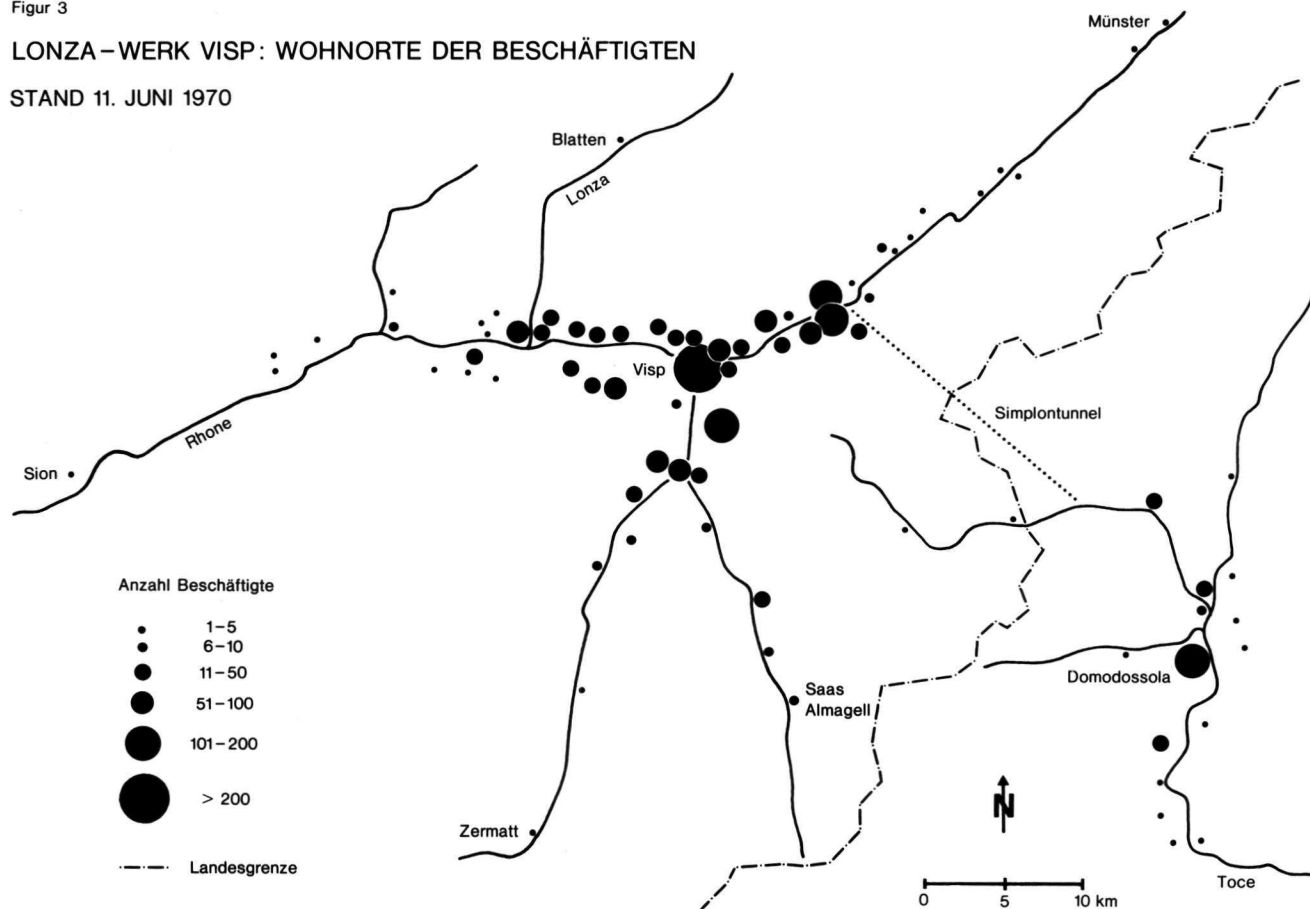 Figur 3
LONZA-WERK VISP: WOHNORTE DER BESCHÄFTIGTEN
STAND 11. JUNI 1970
Münster
Blatten
Lonza
Visp
Rhone
Sion
Simplontunnel
Anzahl Beschäftigte
1-5
6-10
11-50
51-100
101-200
> 200
Landesgrenze
Domodossola
Saas
Almagell
Zermatt
N
0 5 10 km
Toce